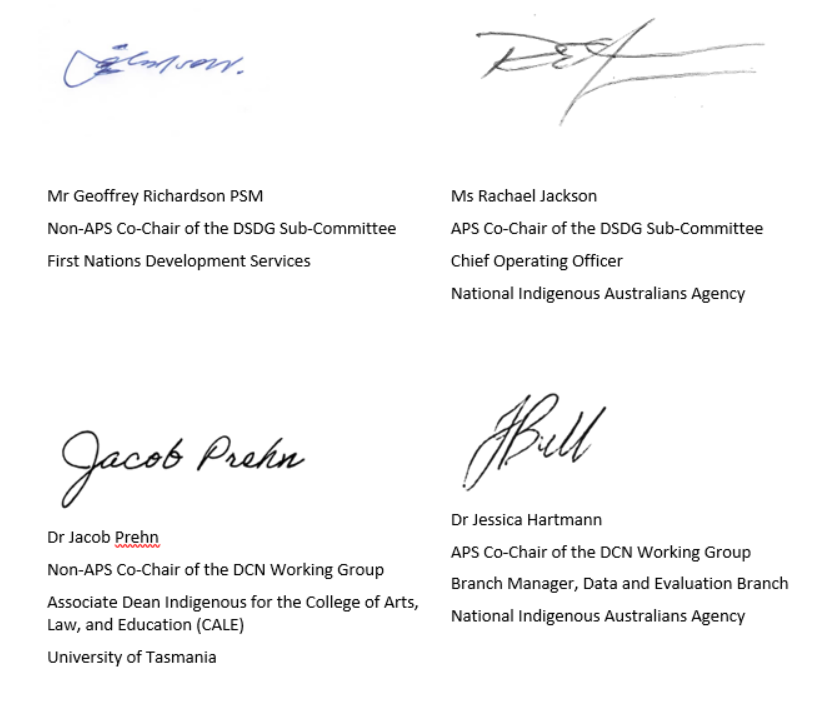 Mr Geoffrey Richardson PSM
Non-APS Co-Chair of the DSDG Sub-Committee
First Nations Development Services
Ms Rachael Jackson
APS Co-Chair of the DSDG Sub-Committee
Chief Operating Officer
National Indigenous Australians Agency
Jacob Prehn
Dr Jacob Prehn
Non-APS Co-Chair of the DCN Working Group
Associate Dean Indigenous for the College of Arts,
Law, and Education (CALE)
University of Tasmania
Dr Jessica Hartmann
APS Co-Chair of the DCN Working Group
Branch Manager, Data and Evaluation Branch
National Indigenous Australians Agency